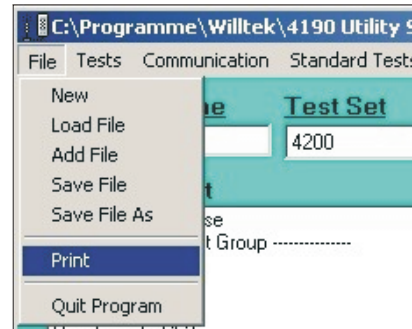 C:\Programme\Willtek\4190 Utility S
File Tests Communication Standard Tests
New
Load File
Add File
Save File
Save File As
Print
Quit Program
Test Set
4200
t Group --------------